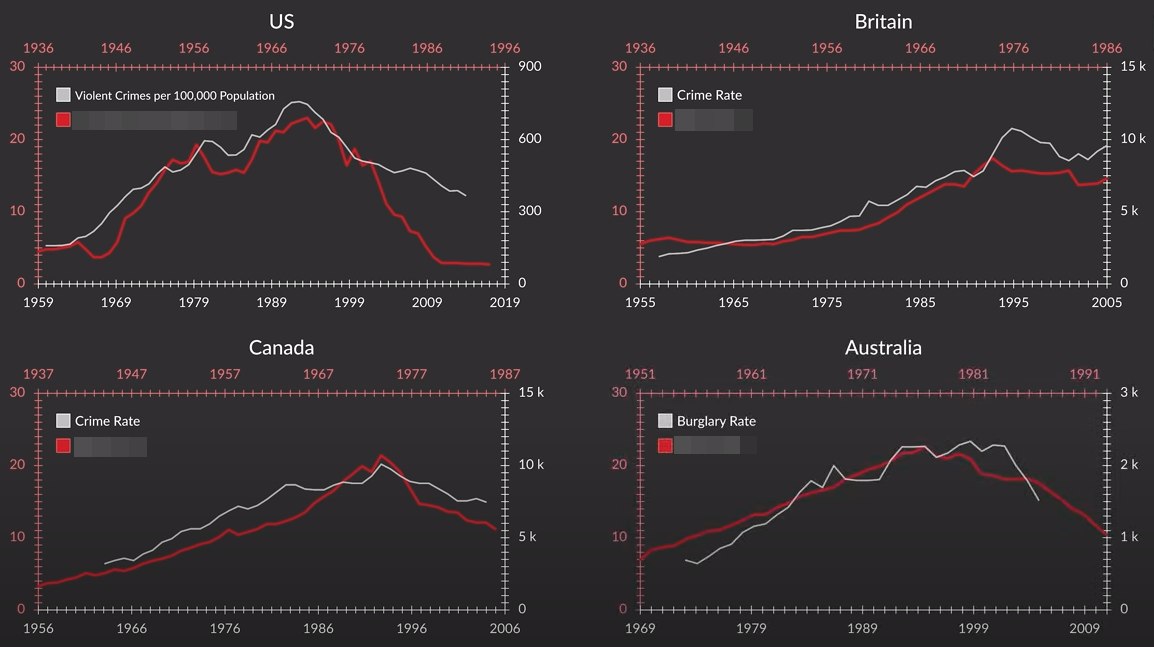 US
1936 1946 1956 1966 1976 1986 1996
30 900
Violent Crimes per 100,000 Population
20 600
10 300
0 0
1959 1969 1979 1989 1999 2009 2019
Britain
1936 1946 1956 1966 1976 1986
30 15 k
Crime Rate
20 10 k
10 5 k
0 0
1955 1965 1975 1985 1995 2005
Canada
1937 1947 1957 1967 1977 1987
30 15 k
Crime Rate
20 10 k
10 5 k
0 0
1956 1966 1976 1986 1996 2006
Australia
1951 1961 1971 1981 1991
30 3 k
Burglary Rate
20 2 k
10 1 k
0 0
1969 1979 1989 1999 2009